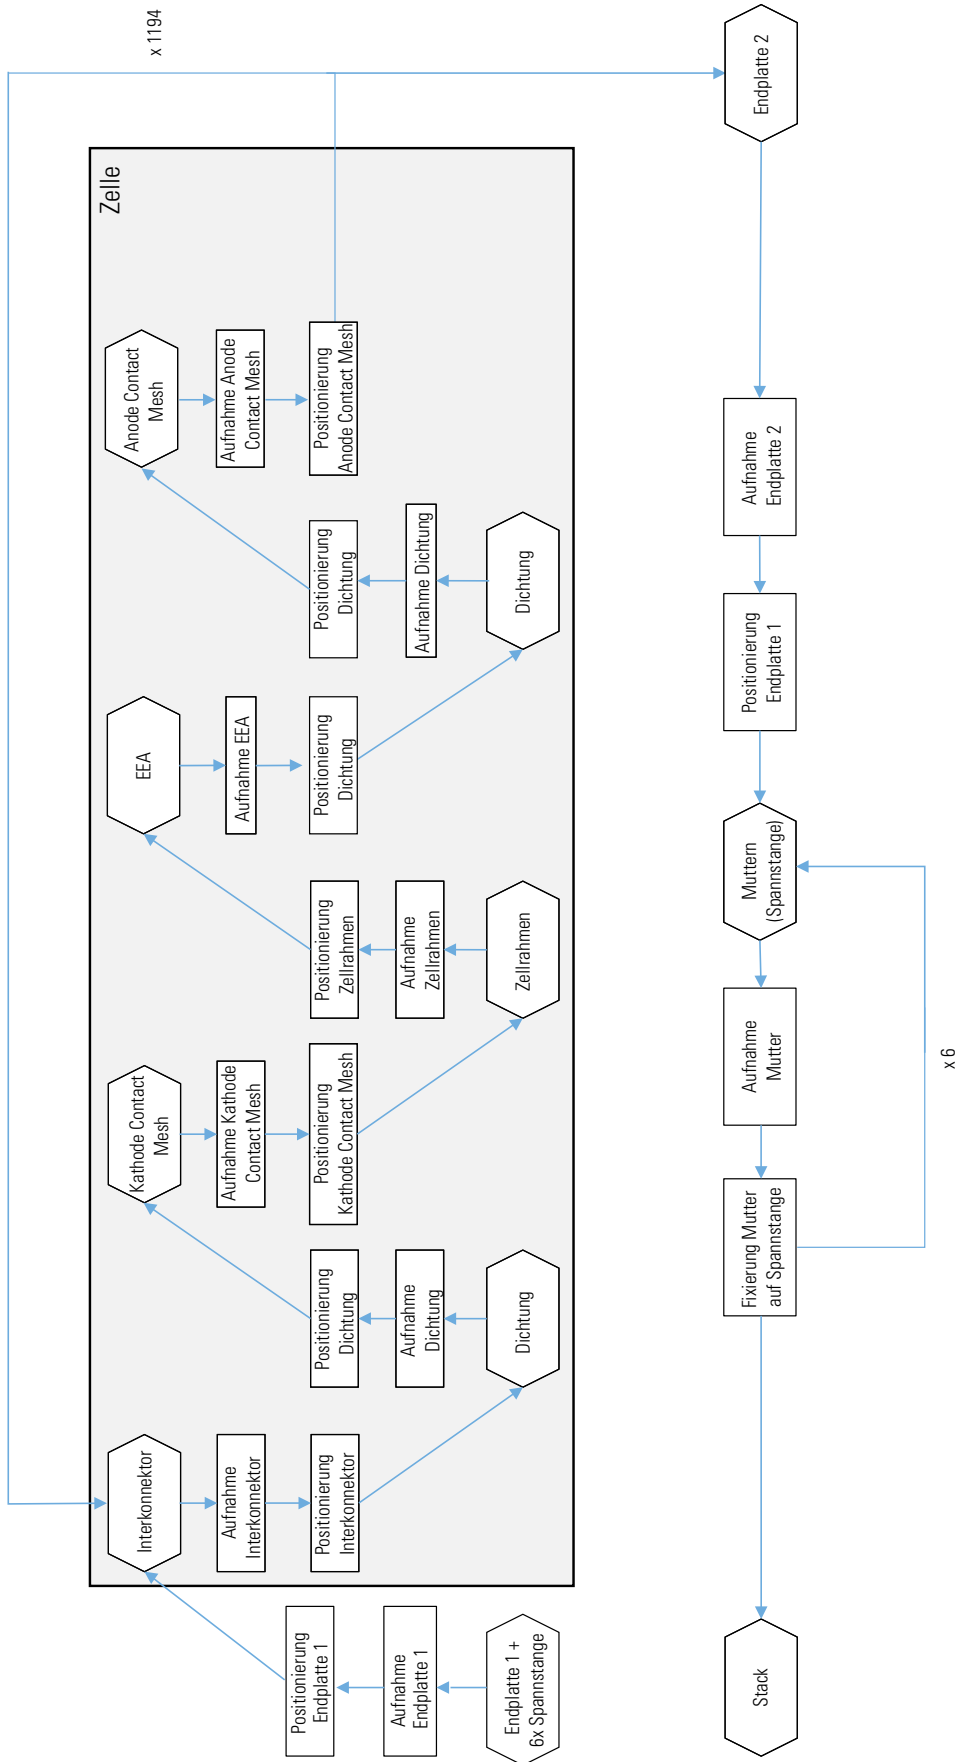 x 1194
Zelle
Endplatte 1 +
6x Spannstange
Aufnahme
Endplatte 1
Positionierung
Endplatte 1
Interkonnektor
Aufnahme
Interkonnektor
Positionierung
Interkonnektor
Dichtung
Aufnahme
Dichtung
Positionierung
Dichtung
Kathode Contact
Mesh
Aufnahme Kathode
Contact Mesh
Positionierung
Kathode Contact Mesh
Zellrahmen
Aufnahme
Zellrahmen
Positionierung
Zellrahmen
EEA
Aufnahme EEA
Positionierung
Dichtung
Dichtung
Aufnahme Dichtung
Positionierung
Dichtung
Anode Contact
Mesh
Aufnahme Anode
Contact Mesh
Positionierung
Anode Contact Mesh
Endplatte 2
Aufnahme
Endplatte 2
Positionierung
Endplatte 1
Muttern
(Spannstange)
Aufnahme
Mutter
Fixierung Mutter
auf Spannstange
x 6
Stack